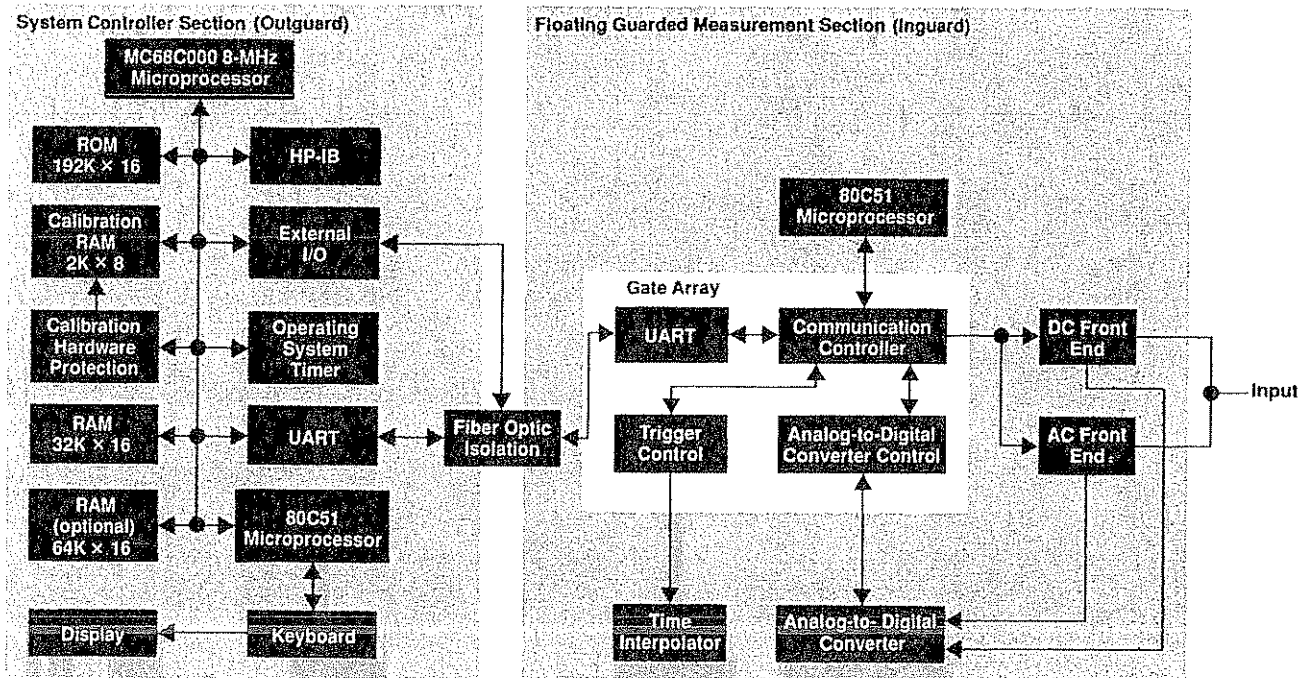 System Controller Section (Outguard)
MC68C000 8-MHz
Microprocessor
ROM
192K × 16
HP-IB
Calibration
RAM
2K × 8
External
I/O
Calibration
Hardware
Protection
Operating
System
Timer
RAM
32K × 16
UART
RAM
(optional)
64K × 16
80C51
Microprocessor
Display
Keyboard
Fiber Optic
Isolation
Floating Guarded Measurement Section (Inguard)
80C51
Microprocessor
Gate Array
UART
Communication
Controller
DC Front
End
Input
Trigger
Control
Analog-to-Digital
Converter Control
AC Front
End
Time
Interpolator
Analog-to- Digital
Converter